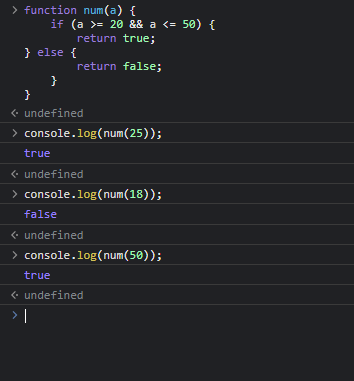 function num(a) {
    if (a >= 20 && a <= 50) {
        return true;
} else {
        return false;
    }
}
undefined
console.log(num(25));
true
undefined
console.log(num(18));
false
undefined
console.log(num(50));
true
undefined